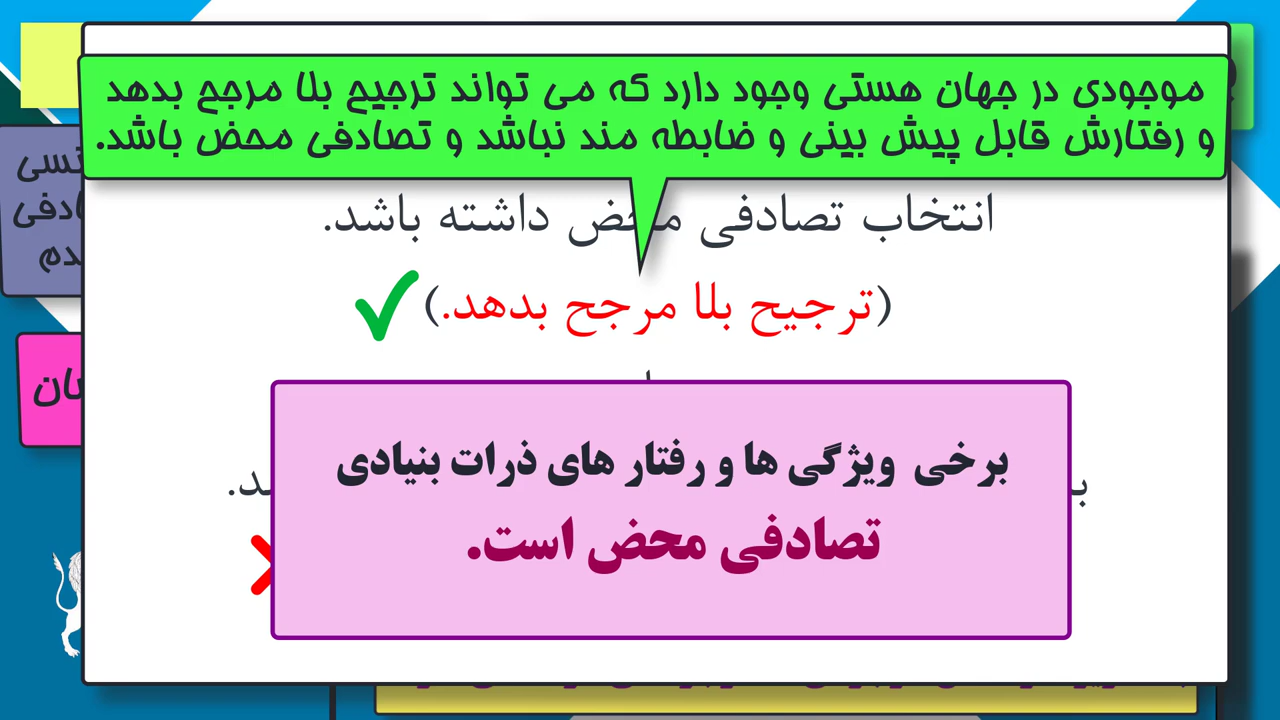 موجودی در جهان هستی وجود دارد که می تواند ترجیح بلا مرجح بدهد
و رفتارش قابل پیش بینی و ضابطه مند نباشد و تصادفی محض باشد.
انتخاب تصادفی محض داشته باشد.
(ترجیح بلا مرجح بدهد.)
برخی ویژگی ها و رفتار های ذرات بنیادی
تصادفی محض است.